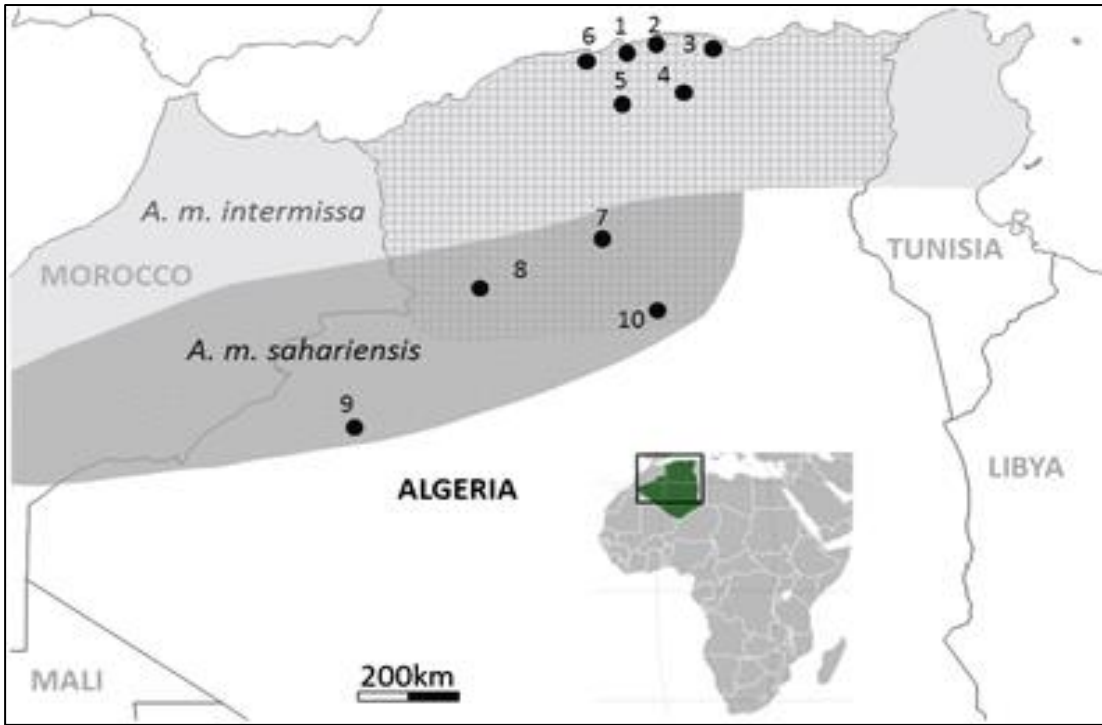 1
2
6
3
4
5
A. m. intermissa
7
TUNISIA
MOROCCO
8
10
A. m. sahariensis
9
LIBYA
ALGERIA
MALI
200km